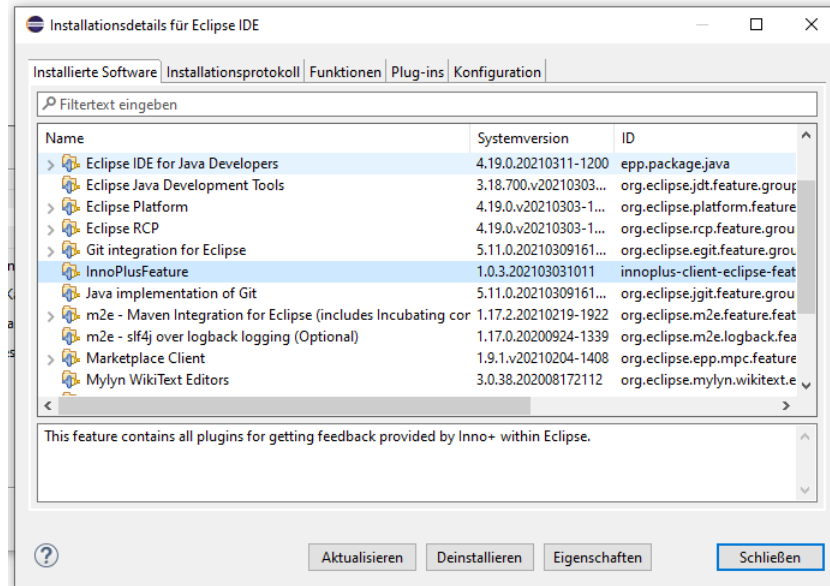 Installationsdetails für Eclipse IDE
Installierte Software Installationsprotokoll Funktionen Plug-ins Konfiguration
Filtertext eingeben
Name Systemversion ID
Eclipse IDE for Java Developers 4.19.0.20210311-1200 epp.package.java
Eclipse Java Development Tools 3.18.700.v20210303... org.eclipse.jdt.feature.group
Eclipse Platform 4.19.0.v20210303-1... org.eclipse.platform.feature
Eclipse RCP 4.19.0.v20210303-1... org.eclipse.rcp.feature.grou
Git integration for Eclipse 5.11.0.20210309161... org.eclipse.egit.feature.grou
InnoPlusFeature 1.0.3.202103031011 innoplus-client-eclipse-feat
Java implementation of Git 5.11.0.20210309161... org.eclipse.jgit.feature.grou
m2e - Maven Integration for Eclipse (includes Incubating cor 1.17.2.20210219-1922 org.eclipse.m2e.feature.feat
m2e - slf4j over logback logging (Optional) 1.17.0.20200924-1339 org.eclipse.m2e.logback.fea
Marketplace Client 1.9.1.v20210204-1408 org.eclipse.epp.mpc.feature
Mylyn WikiText Editors 3.0.38.202008172112 org.eclipse.mylyn.wikitext.e
This feature contains all plugins for getting feedback provided by Inno+ within Eclipse.
Aktualisieren Deinstallieren Eigenschaften Schließen